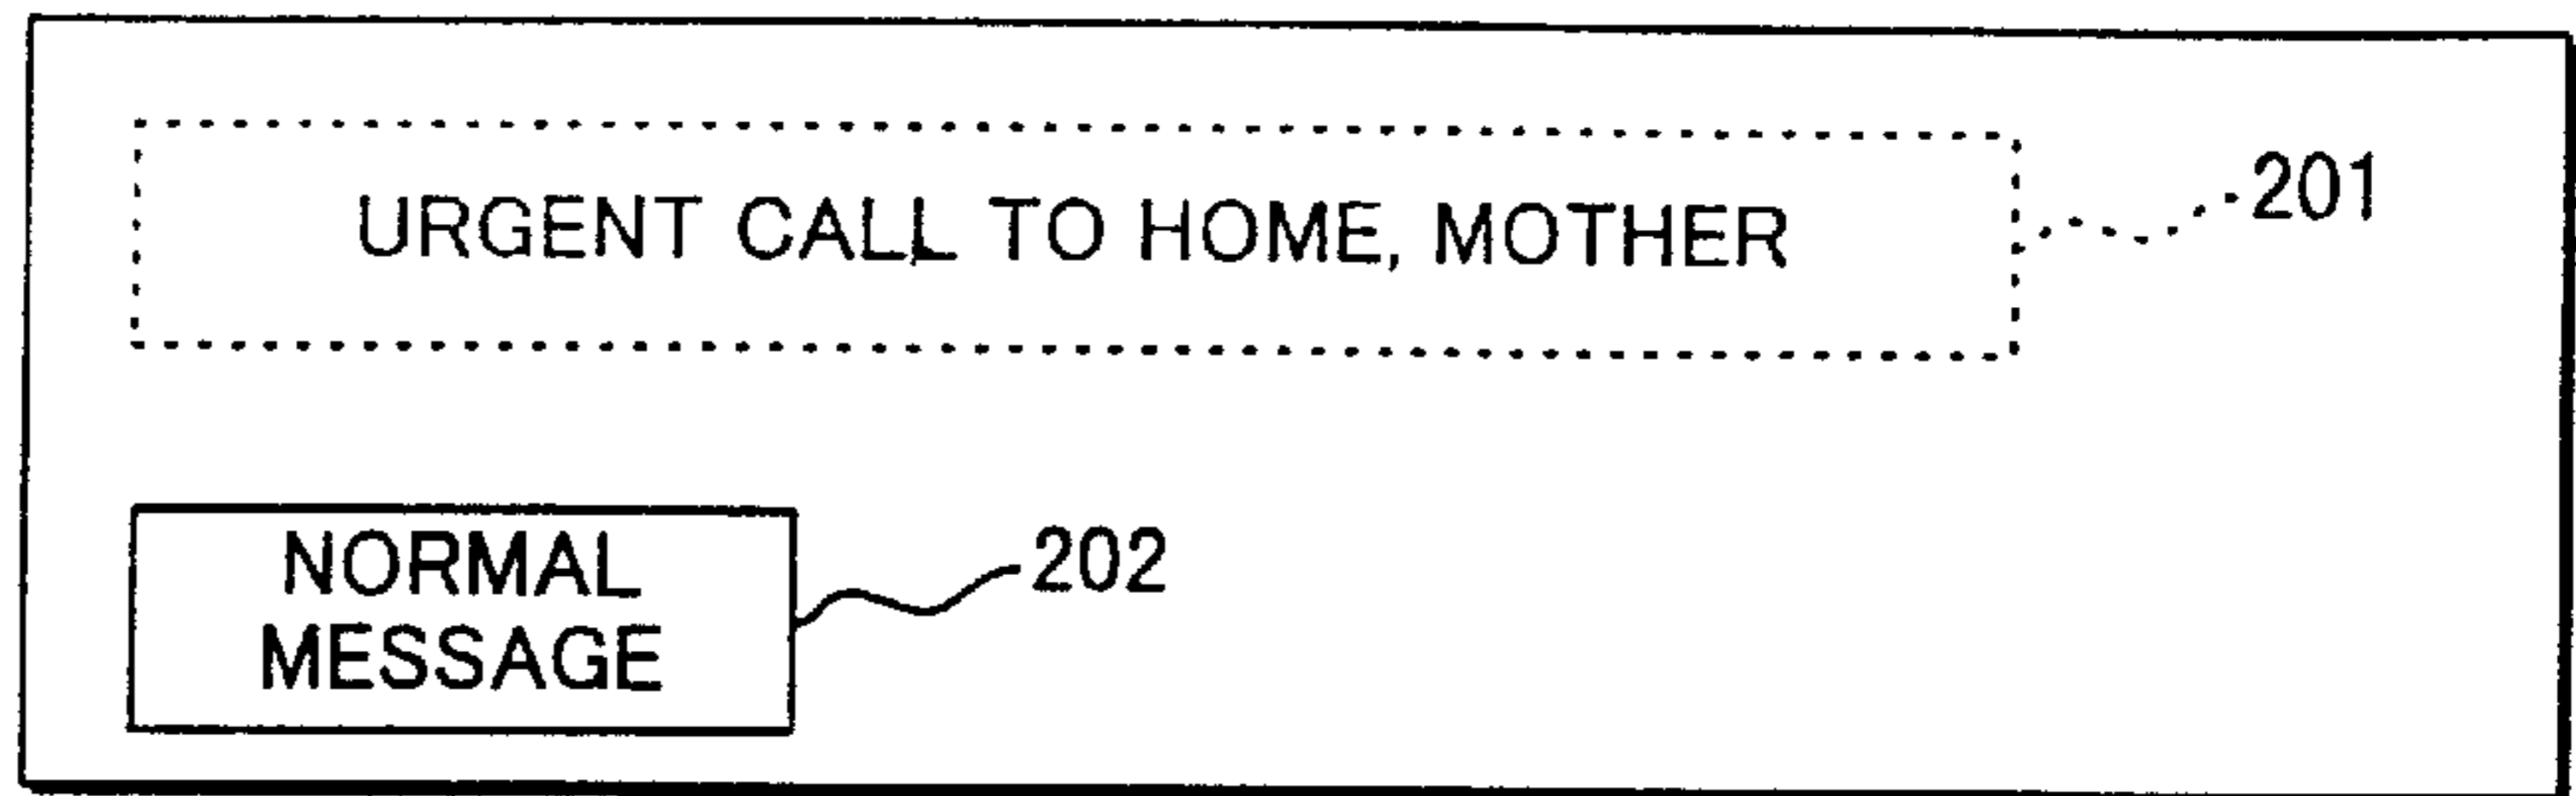 URGENT CALL TO HOME, MOTHER
201
NORMAL
MESSAGE
202